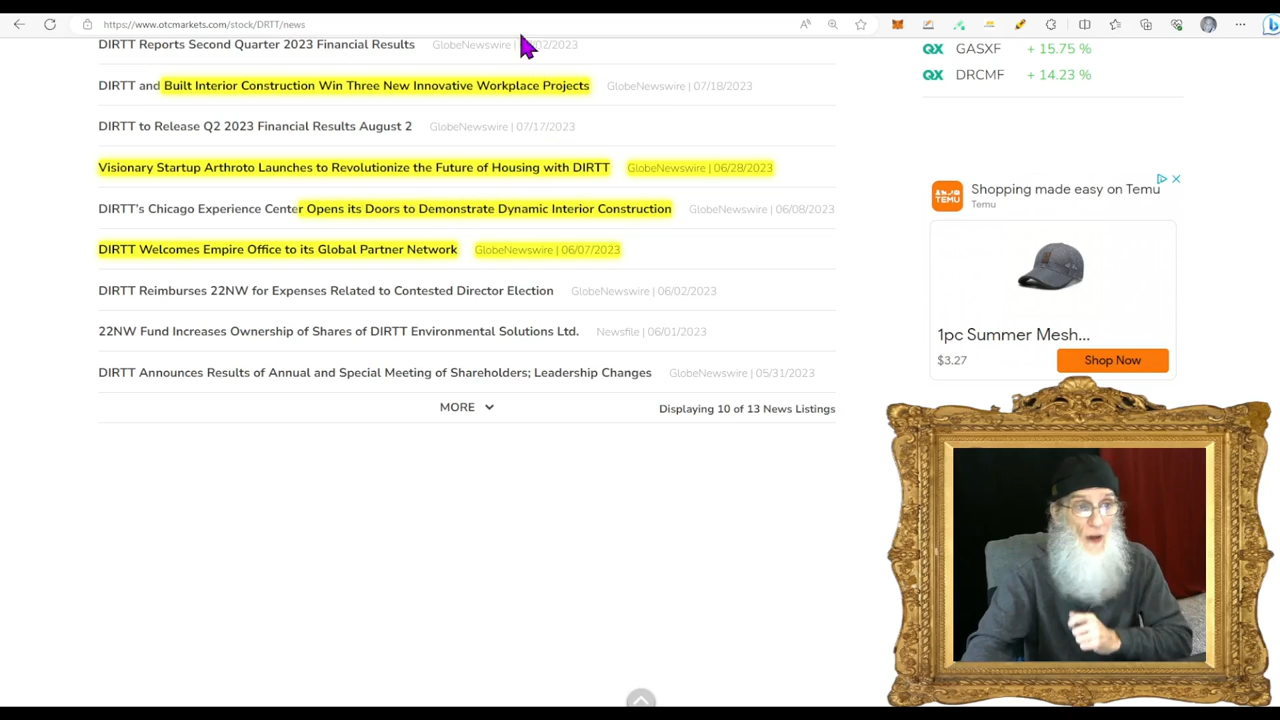 https://www.otcmarkets.com/stock/DRTT/news
DIRTT Reports Second Quarter 2023 Financial Results GlobeNewswire | /02/2023
DIRTT and Built Interior Construction Win Three New Innovative Workplace Projects GlobeNewswire | 07/18/2023
DIRTT to Release Q2 2023 Financial Results August 2 GlobeNewswire | 07/17/2023
Visionary Startup Arthroto Launches to Revolutionize the Future of Housing with DIRTT GlobeNewswire | 06/28/2023
DIRTT's Chicago Experience Center Opens its Doors to Demonstrate Dynamic Interior Construction GlobeNewswire | 06/08/2023
DIRTT Welcomes Empire Office to its Global Partner Network GlobeNewswire | 06/07/2023
DIRTT Reimburses 22NW for Expenses Related to Contested Director Election GlobeNewswire | 06/02/2023
22NW Fund Increases Ownership of Shares of DIRTT Environmental Solutions Ltd. Newsfile | 06/01/2023
DIRTT Announces Results of Annual and Special Meeting of Shareholders; Leadership Changes GlobeNewswire | 05/31/2023
MORE
Displaying 10 of 13 News Listings
QX GASXF + 15.75 %
QX DRCMF + 14.23 %
TEMU
Shopping made easy on Temu
Temu
1pc Summer Mesh...
$3.27
Shop Now